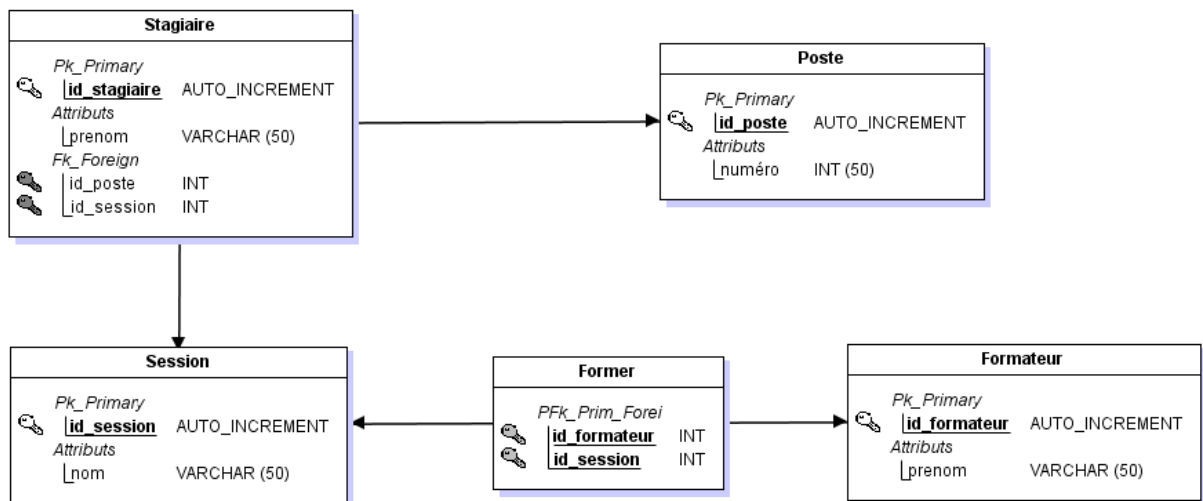 Stagiaire
Pk_Primary
id_stagiaire AUTO_INCREMENT
Attributs
prenom VARCHAR (50)
Fk_Foreign
id_poste INT
id_session INT
Poste
Pk_Primary
id_poste AUTO_INCREMENT
Attributs
numéro INT (50)
Session
Pk_Primary
id_session AUTO_INCREMENT
Attributs
nom VARCHAR (50)
Former
PFk_Prim_Forei
id_formateur INT
id_session INT
Formateur
Pk_Primary
id_formateur AUTO_INCREMENT
Attributs
prenom VARCHAR (50)